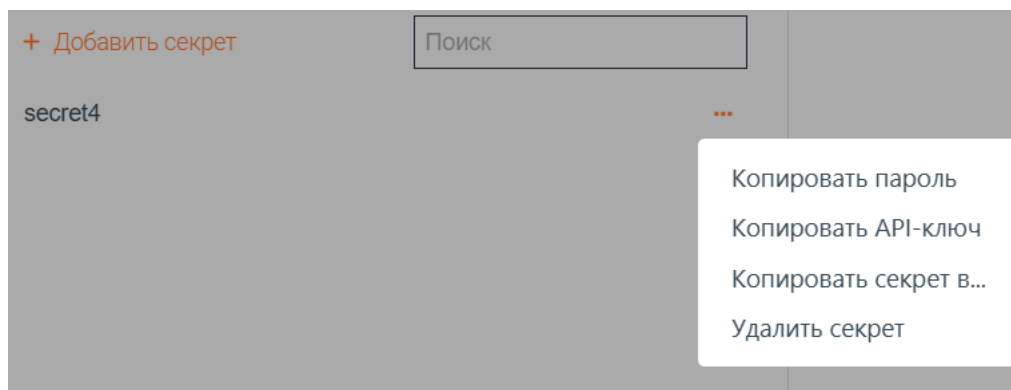 + Добавить секрет
Поиск
secret4
Копировать пароль
Копировать API-ключ
Копировать секрет в...
Удалить секрет